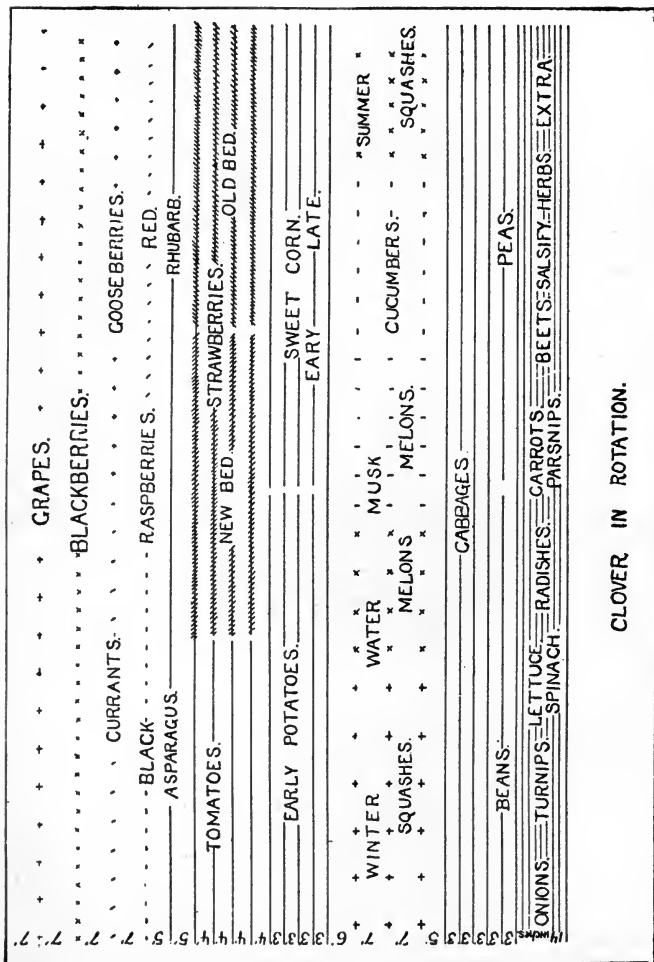 GRAPES.
BLACKBERRIES.
CURRANTS. GOOSEBERRIES.
BLACK RASPBERRIES. RED.
ASPARAGUS. RHUBARB.
TOMATOES. STRAWBERRIES.
NEW BED. OLD BED.
EARLY POTATOES. SWEET CORN.
EARY LATE.
WINTER WATER MUSK SUMMER
SQUASHES. MELONS MELONS. CUCUMBERS. SQUASHES.
CABBAGES
BEANS. PEAS.
ONIONS. TURNIPS. LETTUCE. RADISHES. CARROTS. BEETS. SALSIFY. HERBS. EXTRA.
SPINACH. PARSNIPS.
14 inches
CLOVER IN ROTATION.